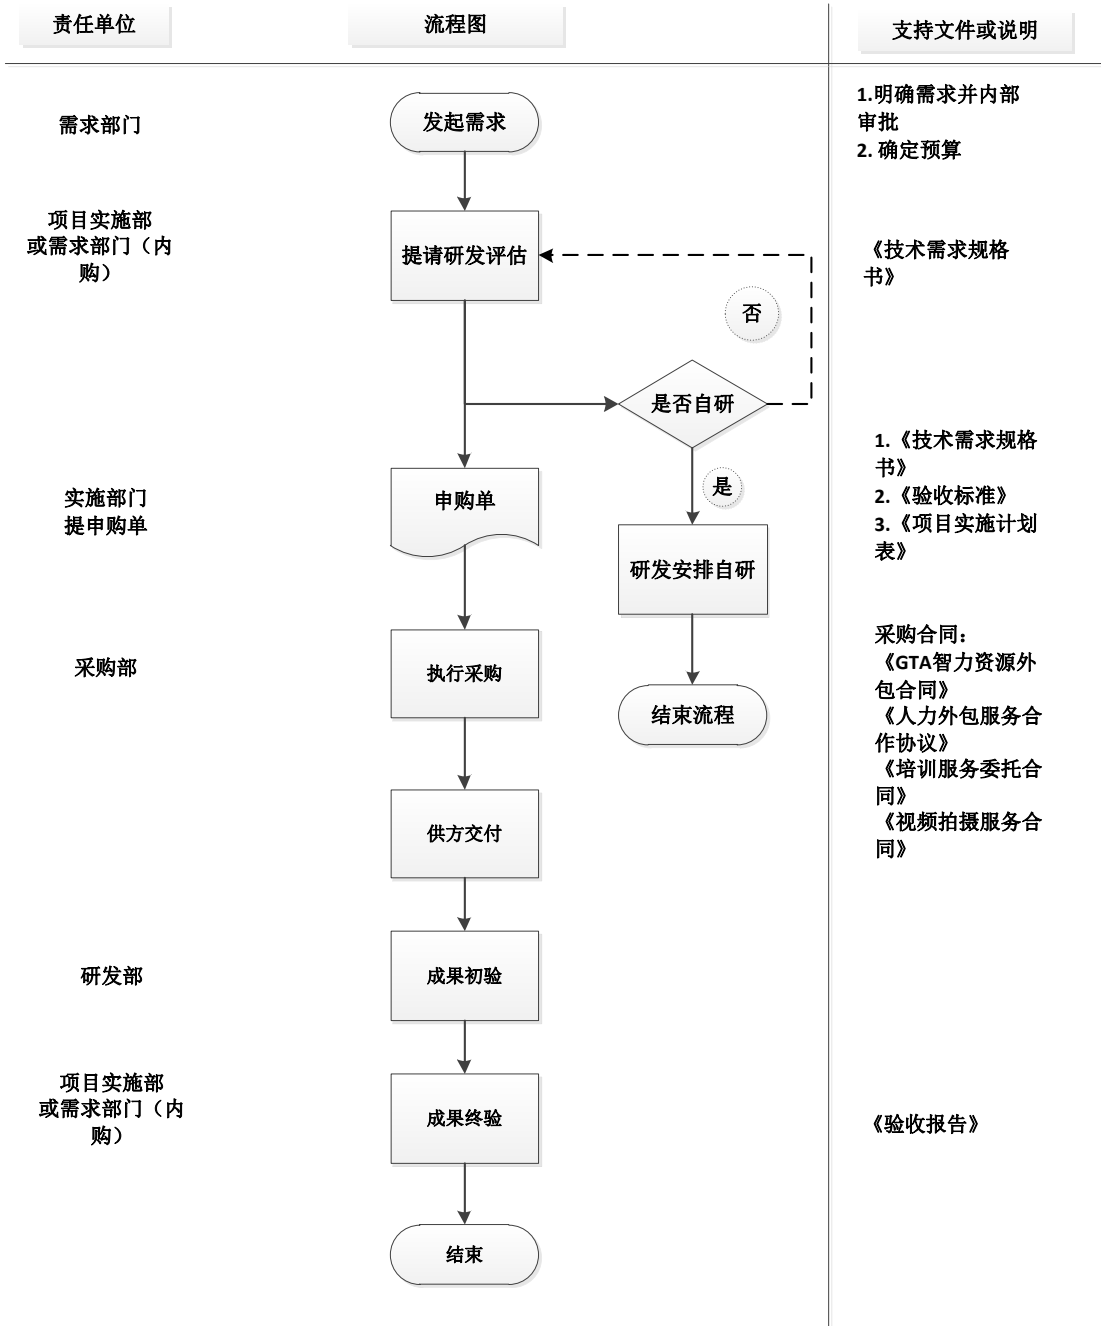 责任单位
流程图
支持文件或说明
需求部门
发起需求
1.明确需求并内部
审批
2. 确定预算
项目实施部
或需求部门（内
购）
提请研发评估
《技术需求规格
书》
否
是否自研
是
实施部门
提申购单
申购单
1.《技术需求规格
书》
2.《验收标准》
3.《项目实施计划
表》
研发安排自研
采购部
执行采购
结束流程
采购合同：
《GTA智力资源外
包合同》
《人力外包服务合
作协议》
《培训服务委托合
同》
《视频拍摄服务合
同》
供方交付
研发部
成果初验
项目实施部
或需求部门（内
购）
成果终验
《验收报告》
结束